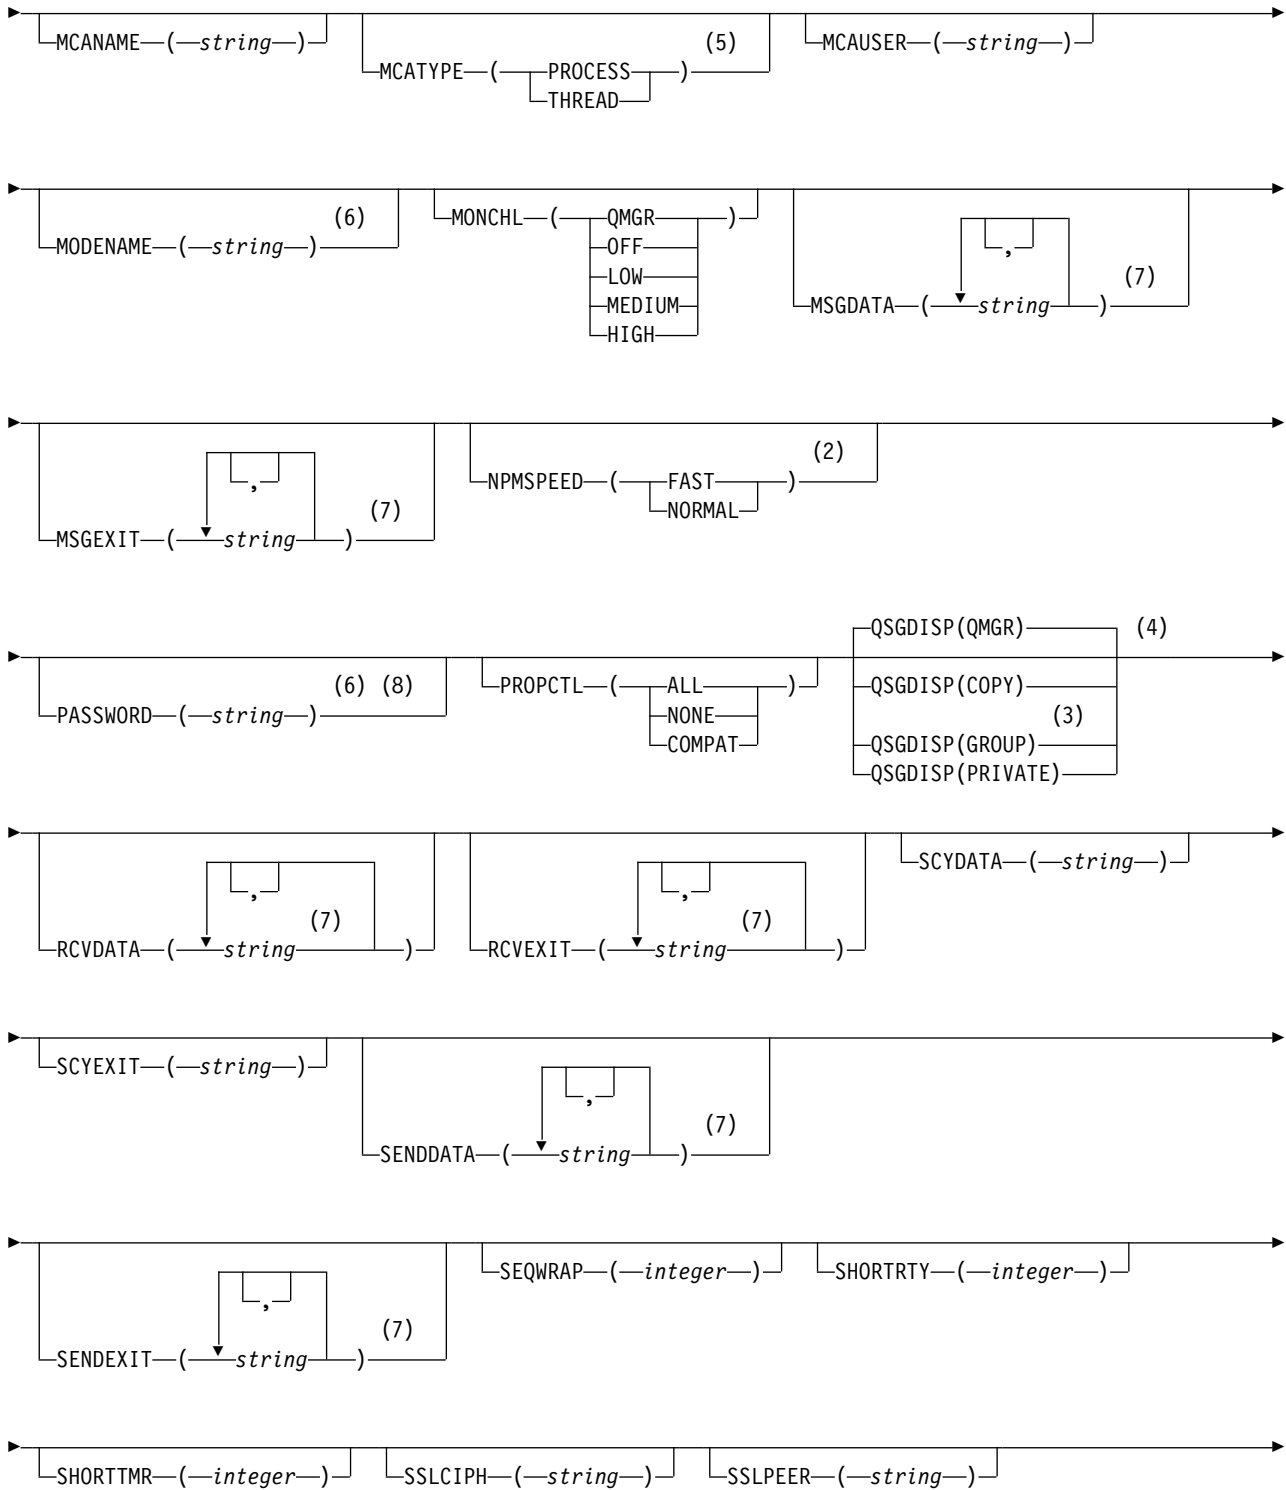 MCANAME ( string )
MCATYPE ( PROCESS ) (5)
THREAD
MCAUSER ( string )
MODENAME ( string ) (6)
MONCHL ( QMGR )
OFF
LOW
MEDIUM
HIGH
MSGDATA ( , string ) (7)
MSGEXIT ( , string ) (7)
NPMSPEED ( FAST ) (2)
NORMAL
PASSWORD ( string ) (6) (8)
PROPCTL ( ALL )
NONE
COMPAT
QSGDISP(QMGR) (4)
QSGDISP(COPY)
(3)
QSGDISP(GROUP)
QSGDISP(PRIVATE)
RCVDATA ( , string (7) )
RCVEXIT ( , string (7) )
SCYDATA ( string )
SCYEXIT ( string )
SENDDATA ( , string ) (7)
SENDEXIT ( , string ) (7)
SEQWRAP ( integer )
SHORTRTY ( integer )
SHORTTMR ( integer )
SSLCIPH ( string )
SSLPEER ( string )